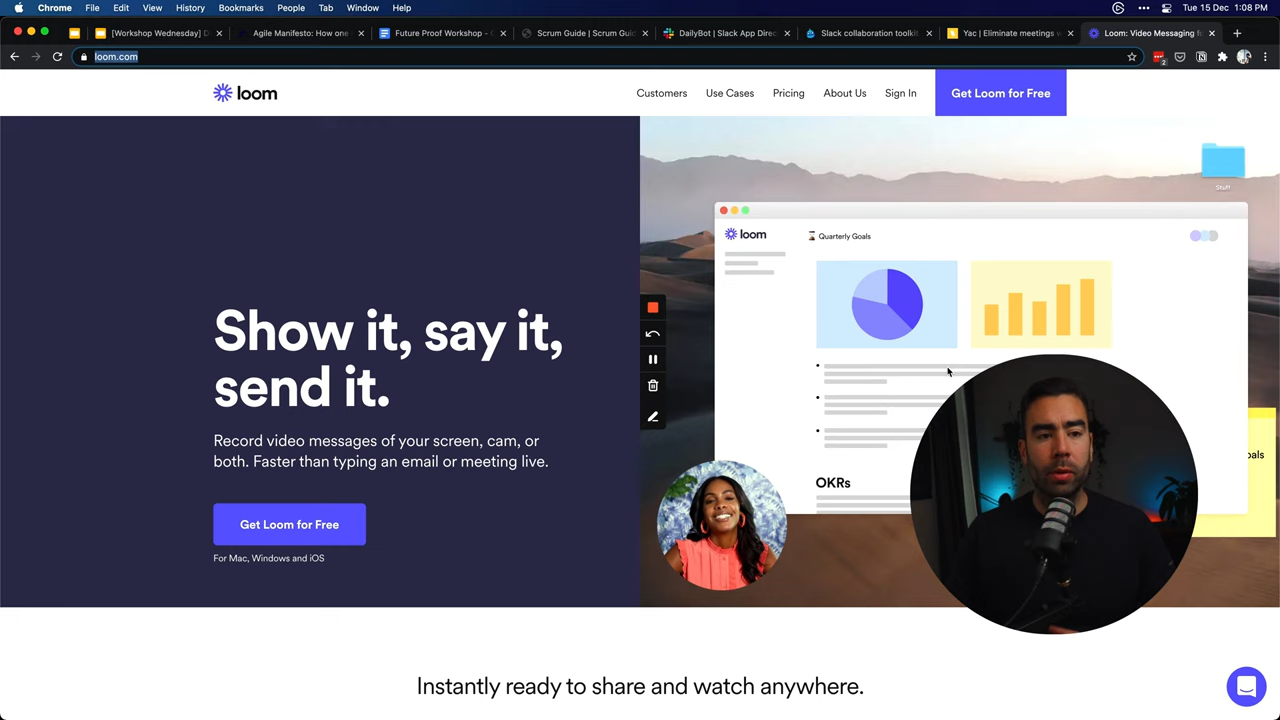 Chrome File Edit View History Bookmarks People Tab Window Help
Tue 15 Dec 1:08 PM
[Workshop Wednesday] D
Agile Manifesto: How one
Future Proof Workshop -
Scrum Guide | Scrum Guid
DailyBot | Slack App Direc
Slack collaboration toolkit
Yac | Eliminate meetings w
Loom: Video Messaging fo
loom.com
2
loom
Customers
Use Cases
Pricing
About Us
Sign In
Get Loom for Free
Stuff
loom
Quarterly Goals
Show it, say it,
send it.
Record video messages of your screen, cam, or
both. Faster than typing an email or meeting live.
OKRs
oals
Get Loom for Free
For Mac, Windows and iOS
Instantly ready to share and watch anywhere.